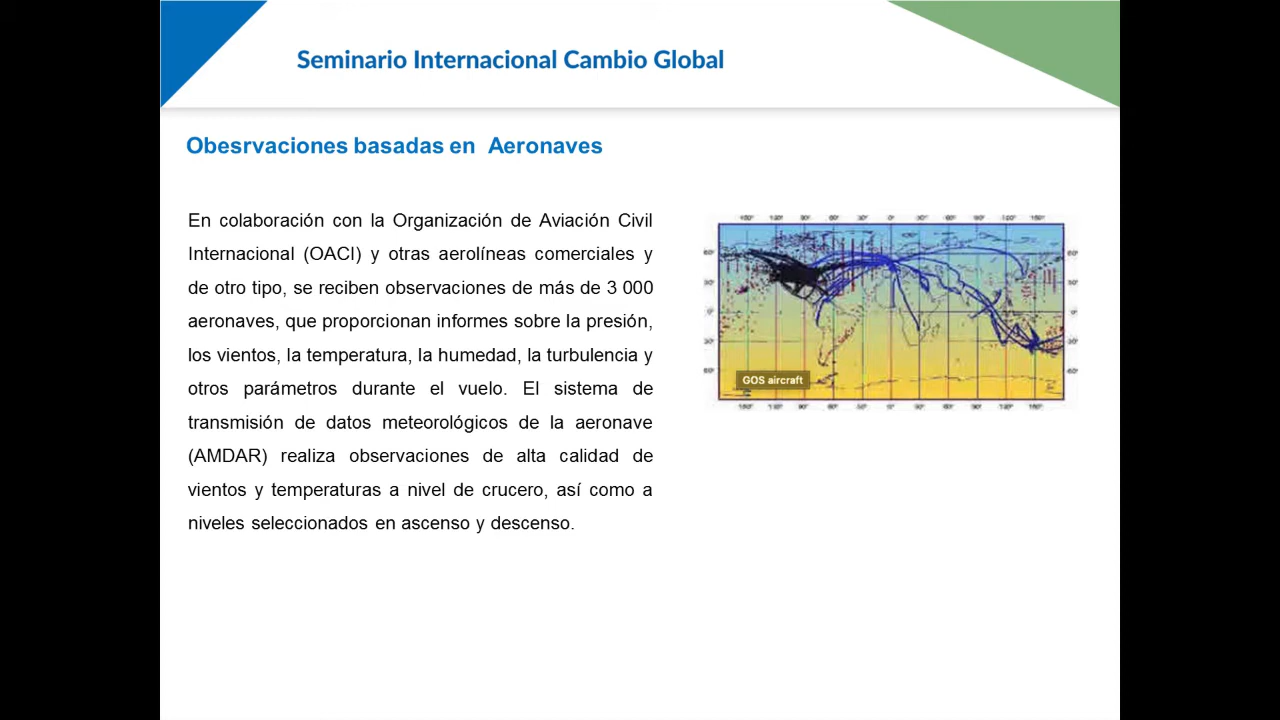 Seminario Internacional Cambio Global
Obesrvaciones basadas en Aeronaves
En colaboración con la Organización de Aviación Civil
Internacional (OACI) y otras aerolíneas comerciales y
de otro tipo, se reciben observaciones de más de 3 000
aeronaves, que proporcionan informes sobre la presión,
los vientos, la temperatura, la humedad, la turbulencia y
otros parámetros durante el vuelo. El sistema de
transmisión de datos meteorológicos de la aeronave
(AMDAR) realiza observaciones de alta calidad de
vientos y temperaturas a nivel de crucero, así como a
niveles seleccionados en ascenso y descenso.
GOS aircraft